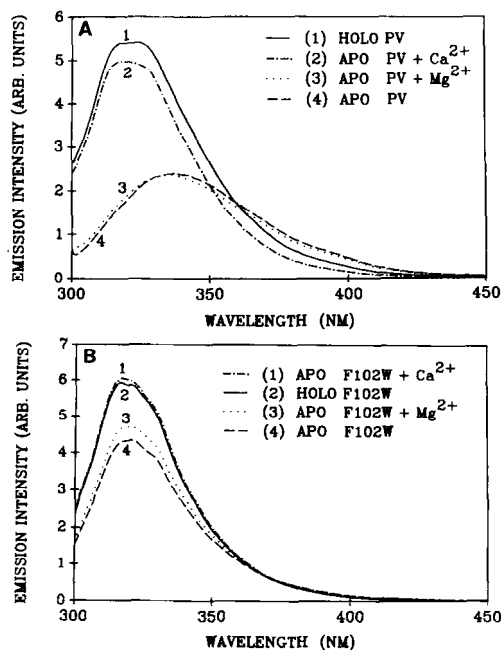 A
EMISSION INTENSITY (ARB. UNITS)
6
5
4
3
2
1
0
1
2
3
4
(1) HOLO PV
(2) APO PV + Ca2+
(3) APO PV + Mg2+
(4) APO PV
300
350
400
450
WAVELENGTH (NM)
B
EMISSION INTENSITY (ARB. UNITS)
7
6
5
4
3
2
1
0
1
2
3
4
(1) APO F102W + Ca2+
(2) HOLO F102W
(3) APO F102W + Mg2+
(4) APO F102W
300
350
400
450
WAVELENGTH (NM)